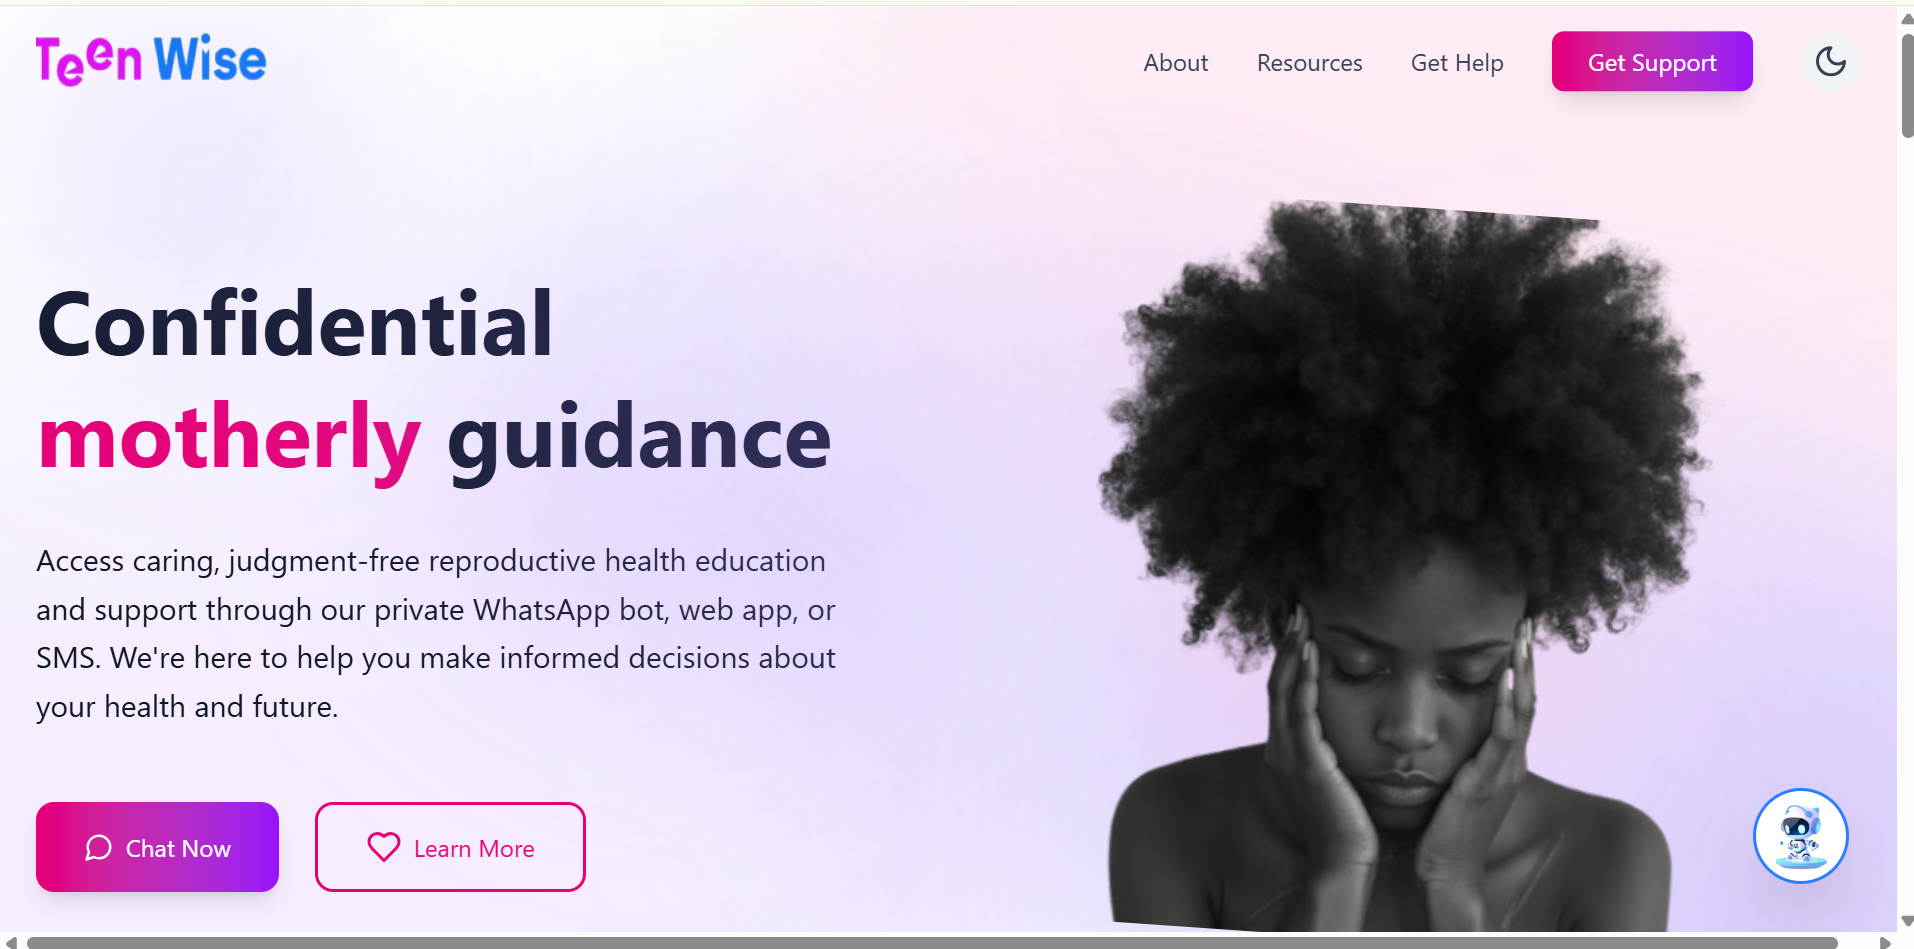 Teen Wise
About
Resources
Get Help
Get Support
Confidential
motherly guidance
Access caring, judgment-free reproductive health education
and support through our private WhatsApp bot, web app, or
SMS. We're here to help you make informed decisions about
your health and future.
Chat Now
Learn More